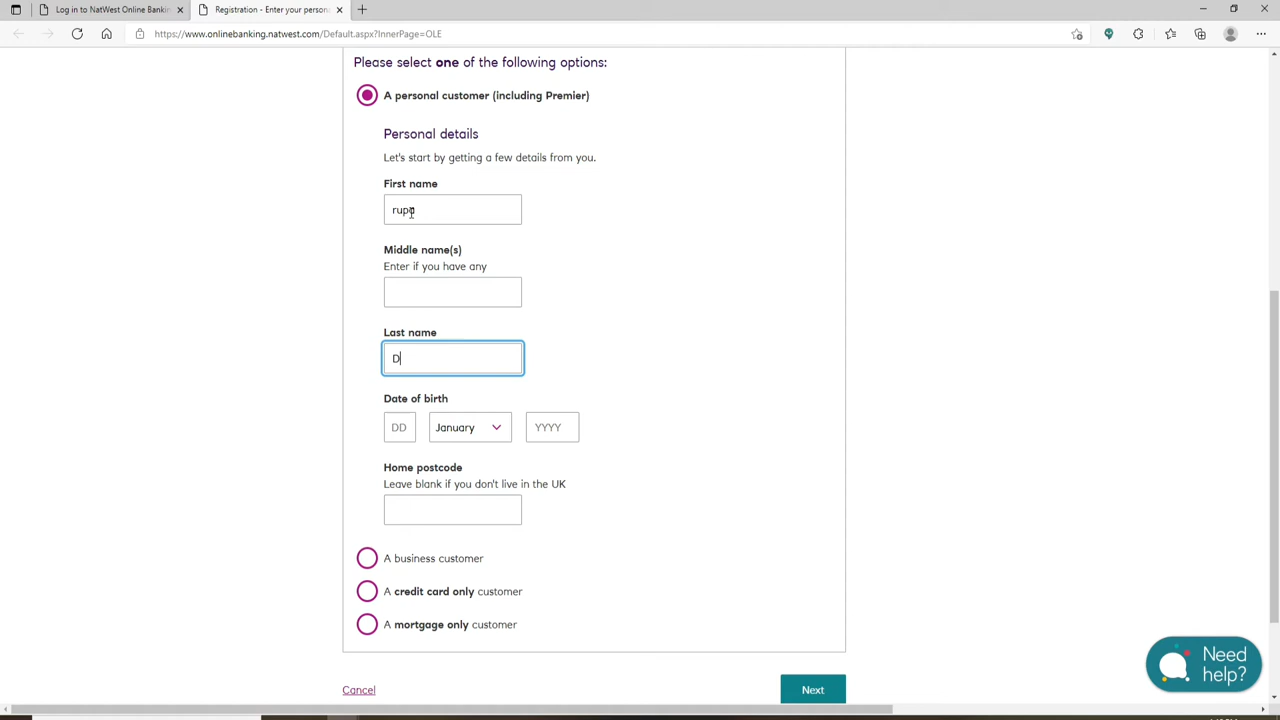 Log in to NatWest Online Banking
Registration - Enter your person
https://www.onlinebanking.natwest.com/Default.aspx?InnerPage=OLE
Please select one of the following options:
A personal customer (including Premier)
Personal details
Let's start by getting a few details from you.
First name
Middle name(s)
Enter if you have any
Last name
D
Date of birth
DD January YYYY
Home postcode
Leave blank if you don't live in the UK
A business customer
A credit card only customer
A mortgage only customer
Need
help?
Cancel
Next